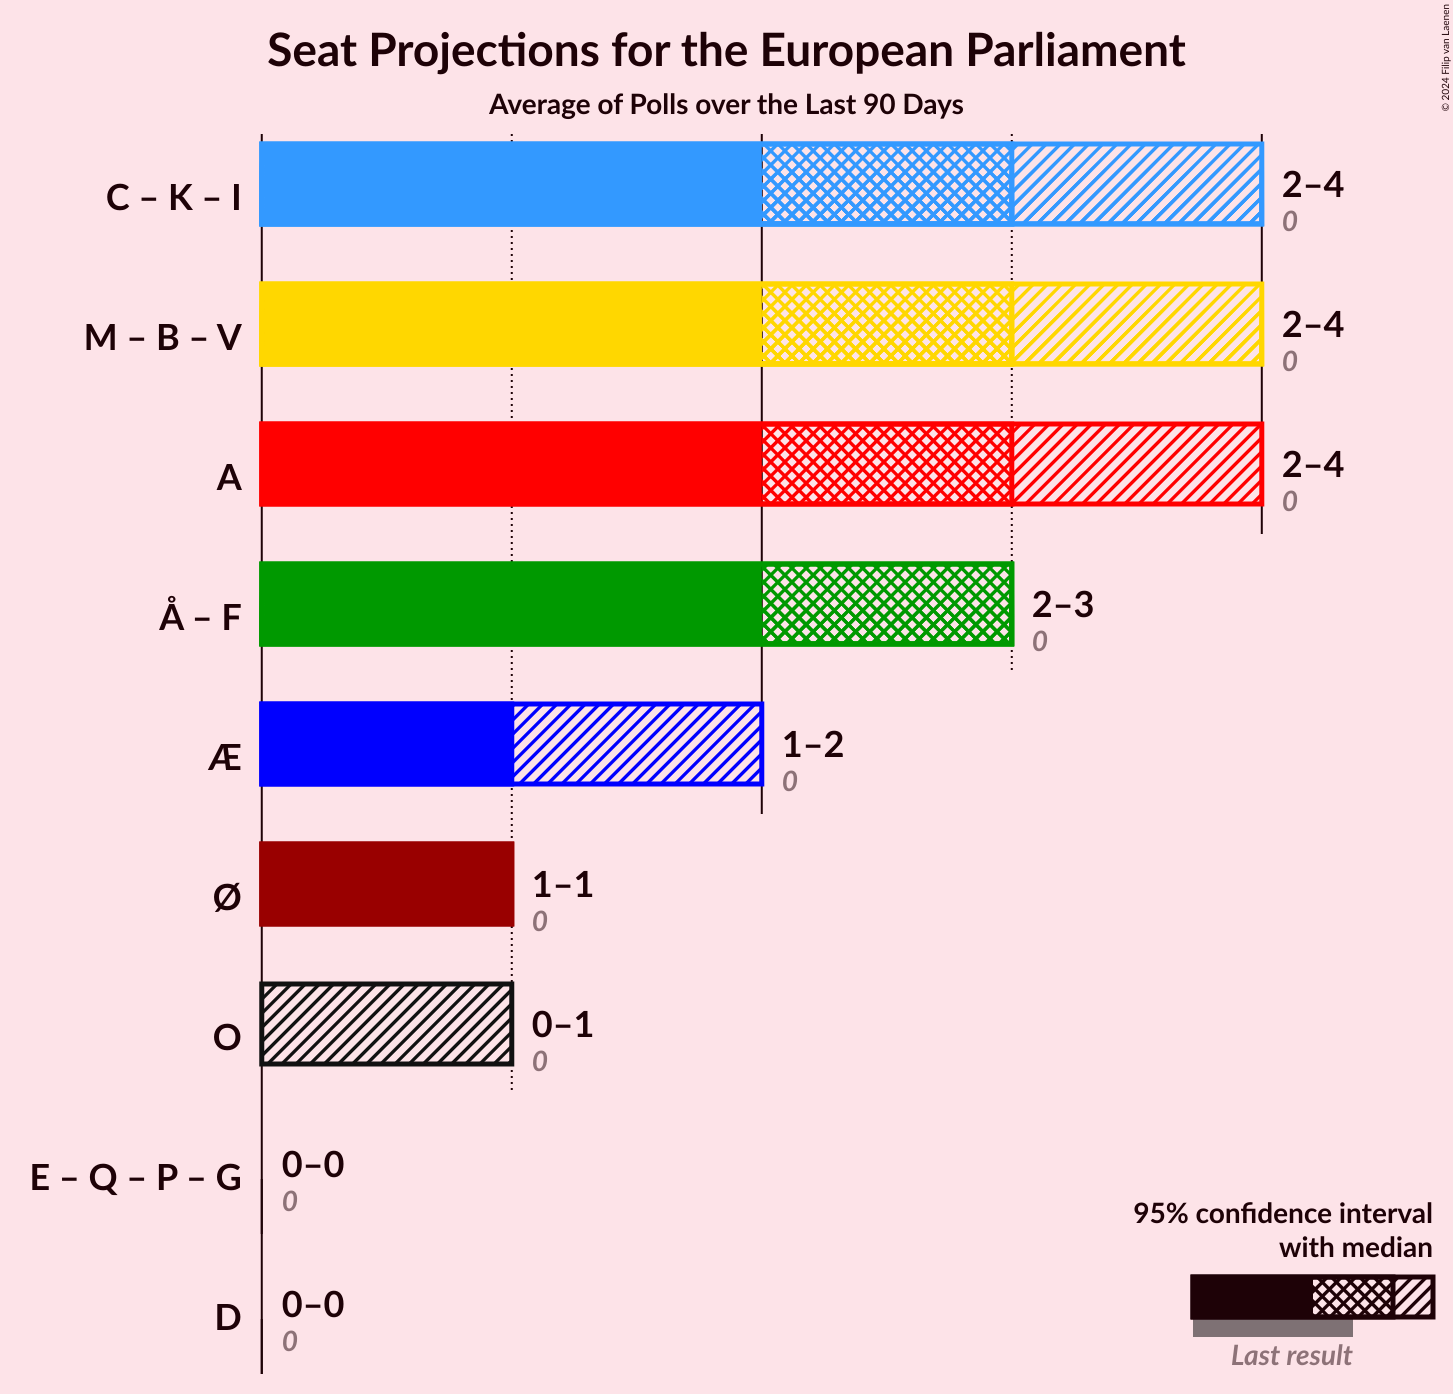 Seat Projections for the European Parliament
Average of Polls over the Last 90 Days
© 2024 Filip van Laenen
C – K – I
2–4
0
M – B – V
2–4
0
A
2–4
0
Å – F
2–3
0
Æ
1–2
0
Ø
1–1
0
O
0–1
0
E – Q – P – G
0–0
0
D
0–0
0
95% confidence interval
with median
Last result